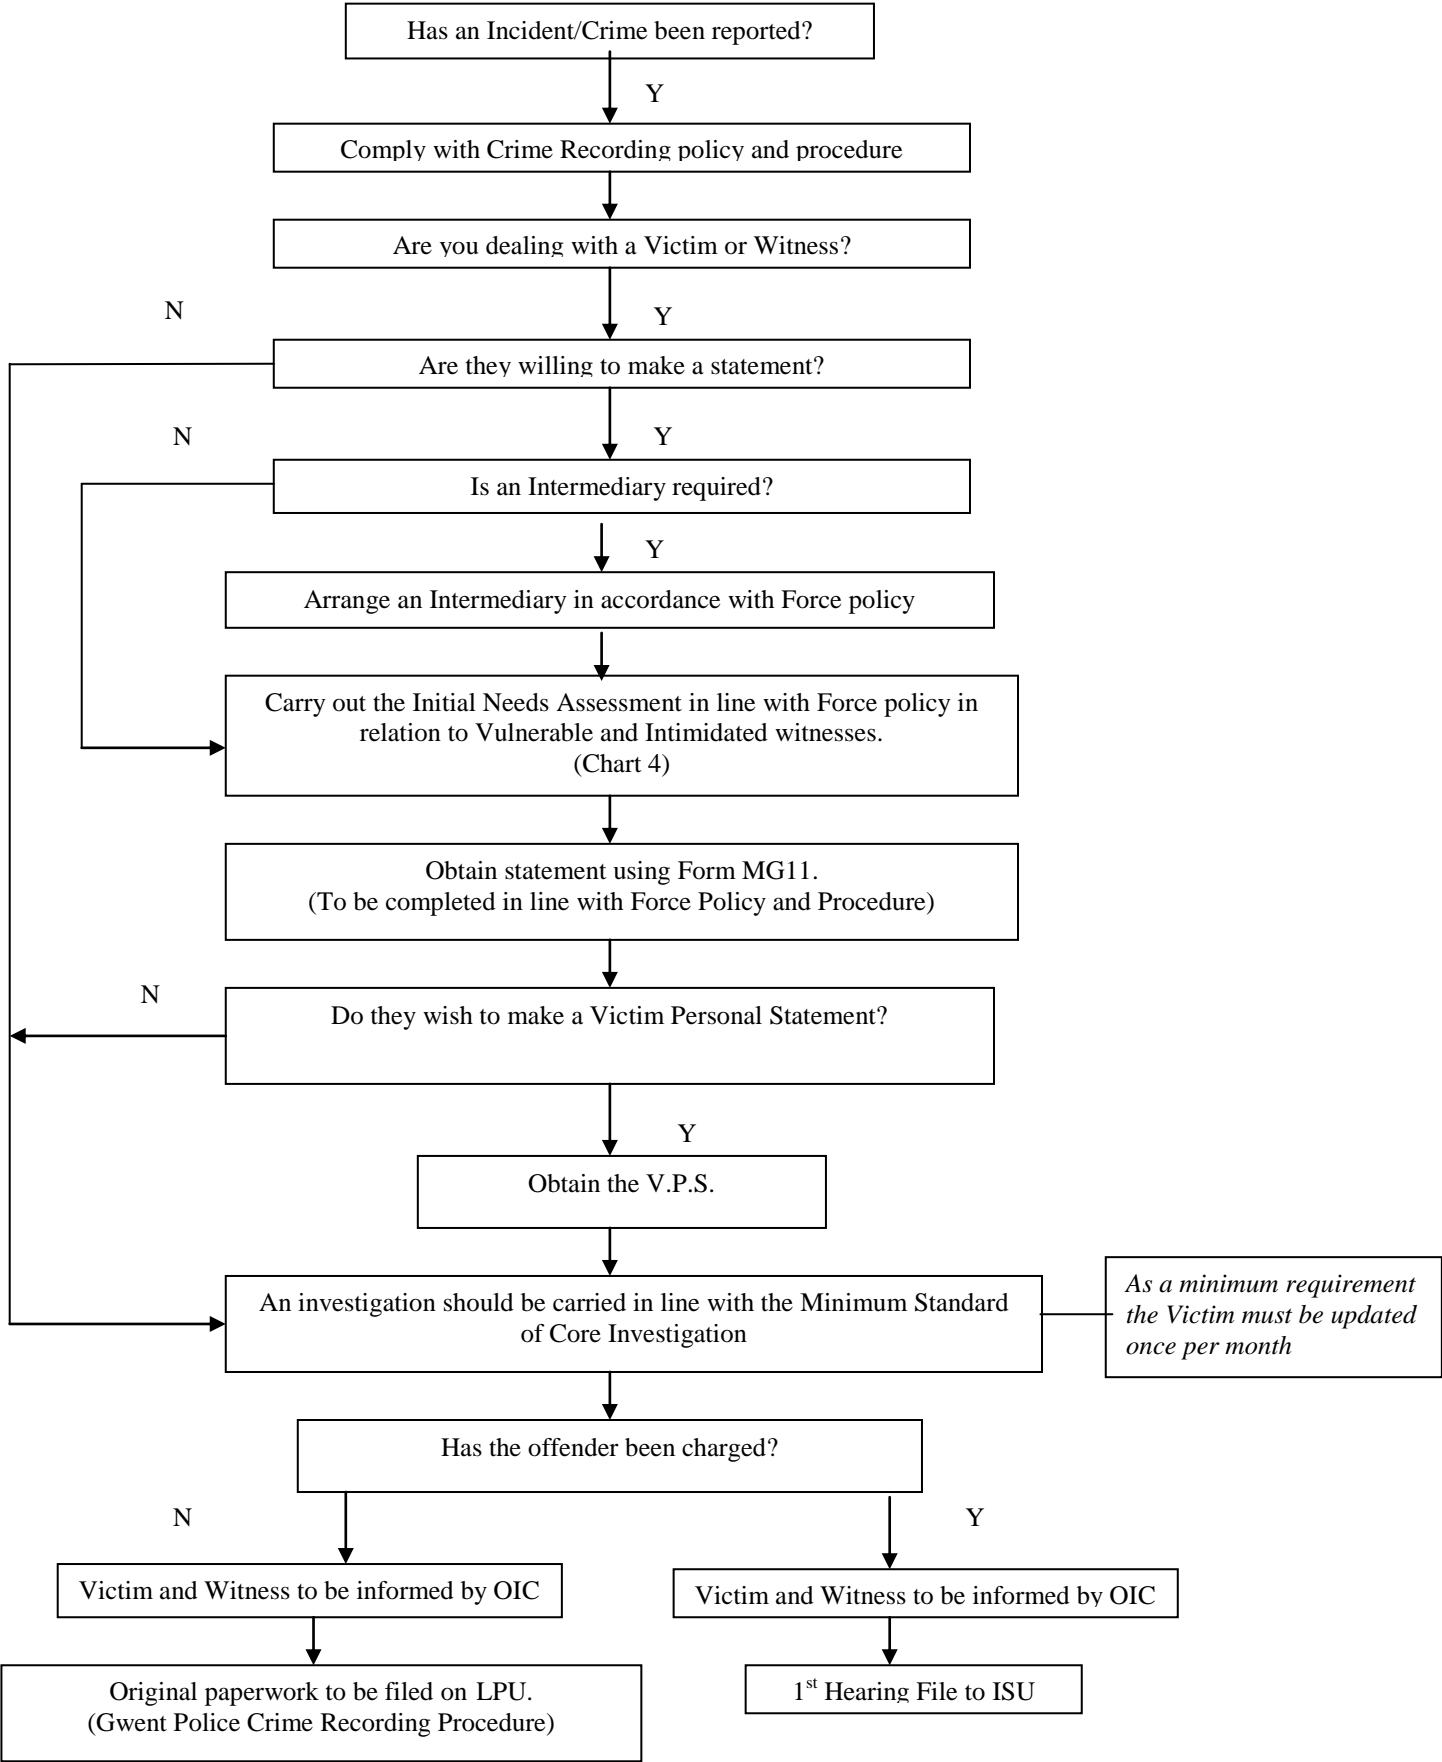 Has an Incident/Crime been reported?
Y
Comply with Crime Recording policy and procedure
Are you dealing with a Victim or Witness?
N
Y
Are they willing to make a statement?
N
Y
Is an Intermediary required?
Y
Arrange an Intermediary in accordance with Force policy
Carry out the Initial Needs Assessment in line with Force policy in
relation to Vulnerable and Intimidated witnesses.
(Chart 4)
Obtain statement using Form MG11.
(To be completed in line with Force Policy and Procedure)
N
Do they wish to make a Victim Personal Statement?
Y
Obtain the V.P.S.
An investigation should be carried in line with the Minimum Standard
of Core Investigation
As a minimum requirement
the Victim must be updated
once per month
Has the offender been charged?
N
Y
Victim and Witness to be informed by OIC
Victim and Witness to be informed by OIC
Original paperwork to be filed on LPU.
(Gwent Police Crime Recording Procedure)
1st Hearing File to ISU